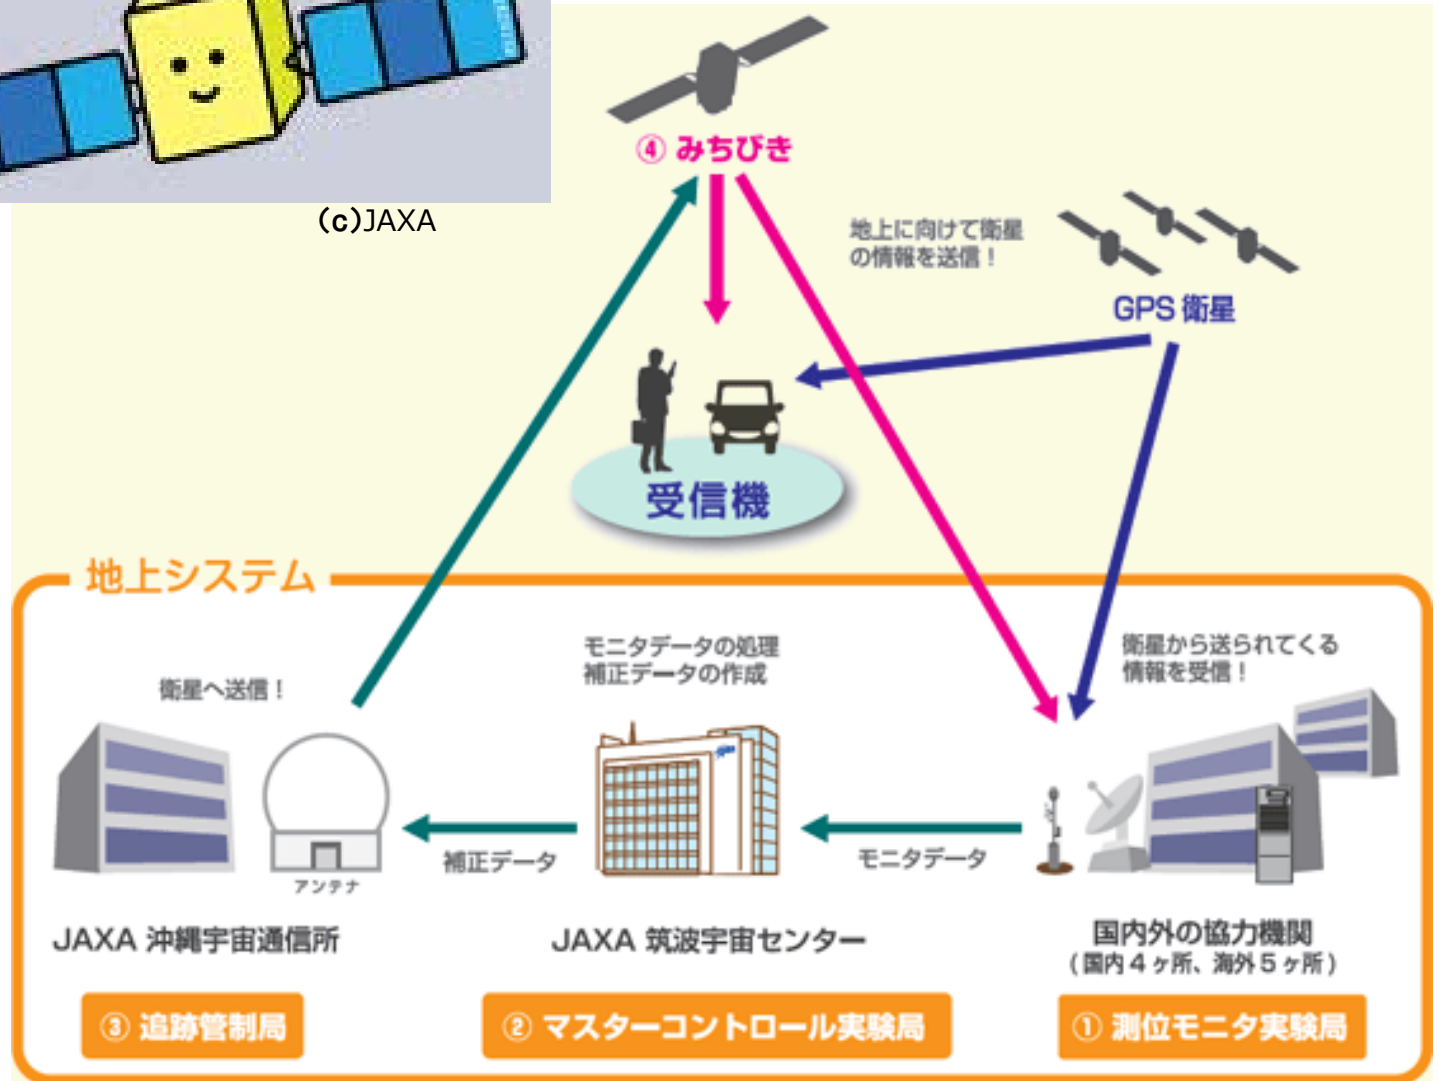 (c)JAXA
④ みちびき
地上に向けて衛星
の情報を送信！
GPS 衛星
受信機
地上システム
衛星へ送信！
モニタデータの処理
補正データの作成
衛星から送られてくる
情報を受信！
補正データ
モニタデータ
アンテナ
JAXA 沖縄宇宙通信所
JAXA 筑波宇宙センター
国内外の協力機関
(国内４ヶ所、海外５ヶ所)
③ 追跡管制局
② マスターコントロール実験局
① 測位モニタ実験局